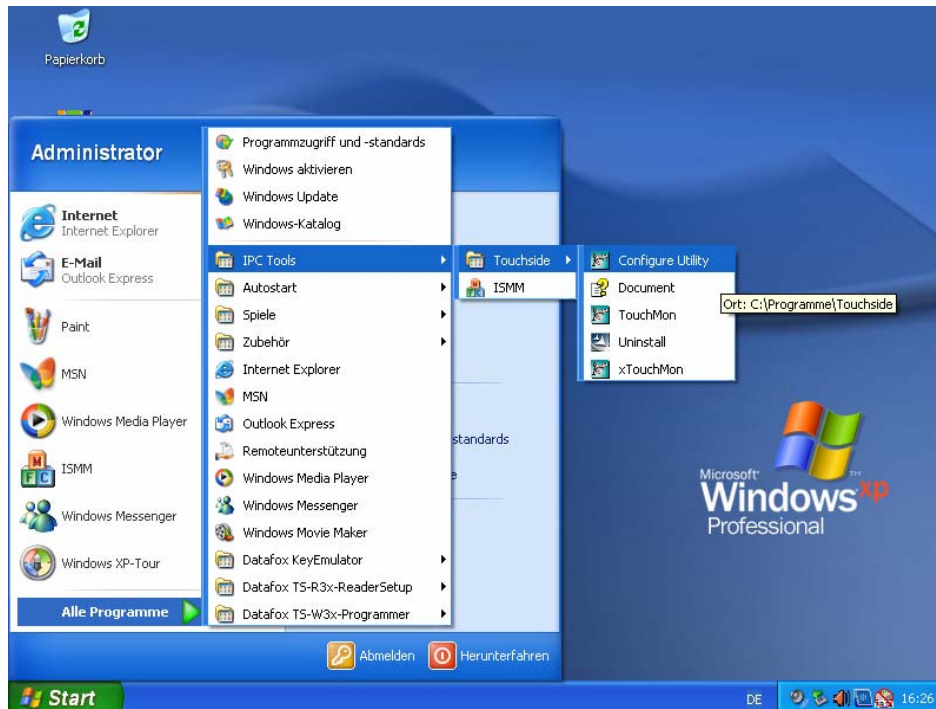 Papierkorb
Administrator
Internet
Internet Explorer
E-Mail
Outlook Express
Paint
MSN
Windows Media Player
ISMM
Windows Messenger
Windows XP-Tour
Alle Programme
Programmzugriff und -standards
Windows aktivieren
Windows Update
Windows-Katalog
IPC Tools
Autostart
Spiele
Zubehör
Internet Explorer
MSN
Outlook Express
Remoteunterstützung
Windows Media Player
Windows Messenger
Windows Movie Maker
Datafox KeyEmulator
Datafox TS-R3x-ReaderSetup
Datafox TS-W3x-Programmer
Touchside
ISMM
Configure Utility
Document
TouchMon
Uninstall
xTouchMon
Ort: C:\Programme\Touchside
standards
Microsoft
Windows xp
Professional
Abmelden
Herunterfahren
Start
DE
16:26